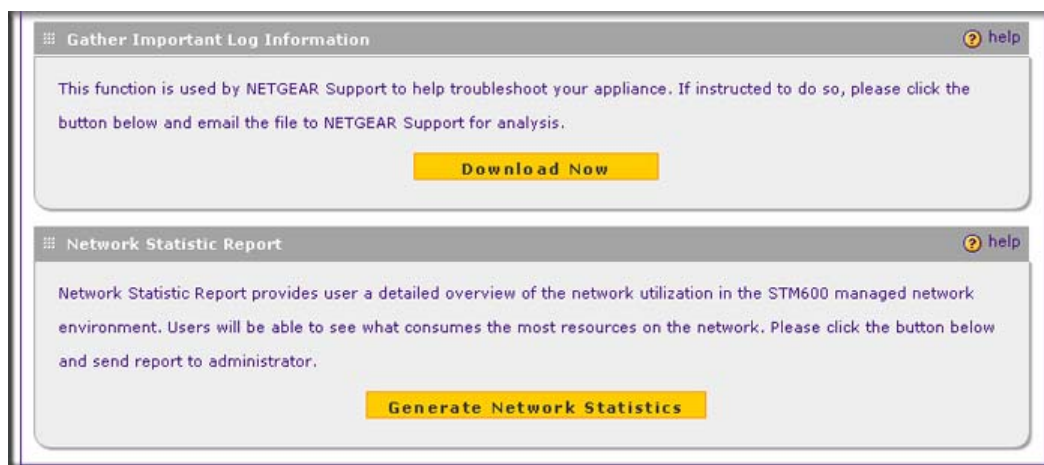 Gather Important Log Information
help
This function is used by NETGEAR Support to help troubleshoot your appliance. If instructed to do so, please click the
button below and email the file to NETGEAR Support for analysis.
Download Now
Network Statistic Report
help
Network Statistic Report provides user a detailed overview of the network utilization in the STM600 managed network
environment. Users will be able to see what consumes the most resources on the network. Please click the button below
and send report to administrator.
Generate Network Statistics